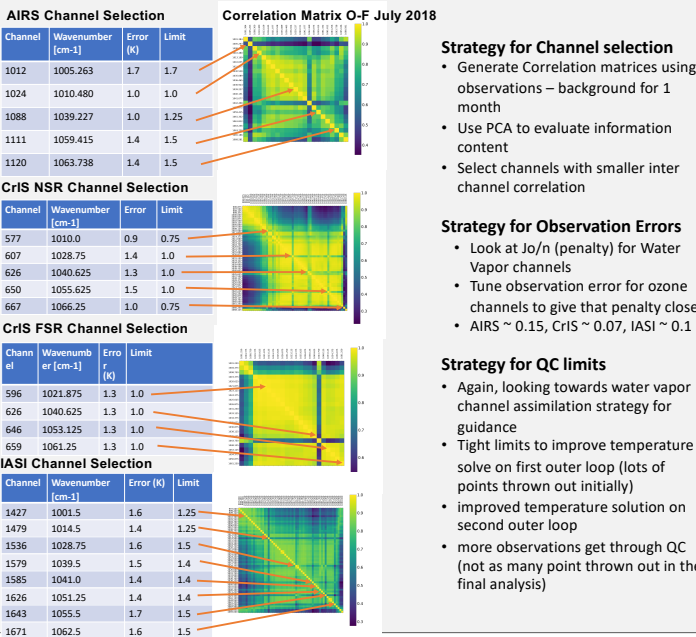 AIRS Channel Selection
Correlation Matrix O-F July 2018
Channel Wavenumber [cm-1] Error (K) Limit
1012 1005.263 1.7 1.7
1024 1010.480 1.0 1.0
1088 1039.227 1.0 1.25
1111 1059.415 1.4 1.5
1120 1063.738 1.4 1.5
CrIS NSR Channel Selection
Channel Wavenumber [cm-1] Error Limit
577 1010.0 0.9 0.75
607 1028.75 1.4 1.0
626 1040.625 1.3 1.0
650 1055.625 1.5 1.0
667 1066.25 1.0 0.75
CrIS FSR Channel Selection
Chann el Wavenumb er [cm-1] Erro r (K) Limit
596 1021.875 1.3 1.0
626 1040.625 1.3 1.0
646 1053.125 1.3 1.0
659 1061.25 1.3 1.0
IASI Channel Selection
Channel Wavenumber [cm-1] Error (K) Limit
1427 1001.5 1.6 1.25
1479 1014.5 1.4 1.25
1536 1028.75 1.6 1.5
1579 1039.5 1.5 1.4
1585 1041.0 1.4 1.4
1626 1051.25 1.4 1.4
1643 1055.5 1.7 1.5
1671 1062.5 1.6 1.5
Strategy for Channel selection
• Generate Correlation matrices using
observations – background for 1
month
• Use PCA to evaluate information
content
• Select channels with smaller inter
channel correlation
Strategy for Observation Errors
• Look at Jo/n (penalty) for Water
Vapor channels
• Tune observation error for ozone
channels to give that penalty close
• AIRS ~ 0.15, CrIS ~ 0.07, IASI ~ 0.1
Strategy for QC limits
• Again, looking towards water vapor
channel assimilation strategy for
guidance
• Tight limits to improve temperature
solve on first outer loop (lots of
points thrown out initially)
• improved temperature solution on
second outer loop
• more observations get through QC
(not as many point thrown out in the
final analysis)